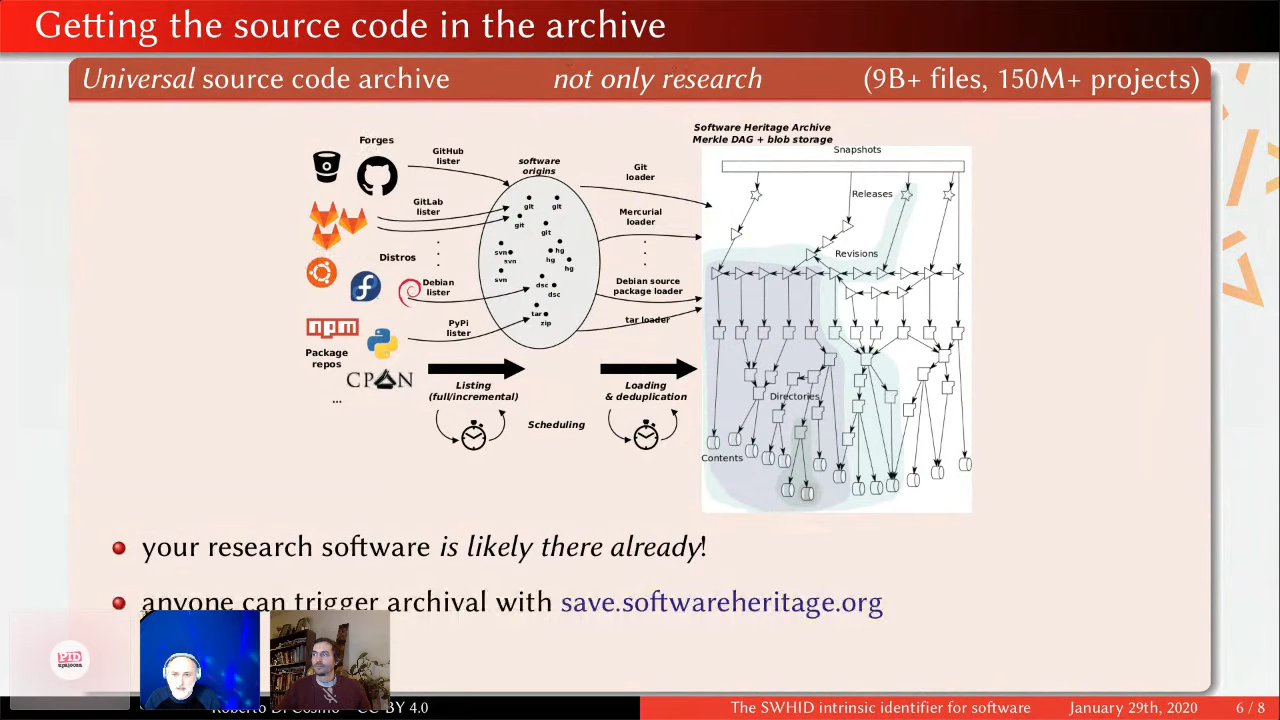 Getting the source code in the archive
Universal source code archive not only research (9B+ files, 150M+ projects)
Forges
GitHub
lister
GitLab
lister
Distros
Debian
lister
npm
PyPi
lister
Package
repos
CPAN
...
software
origins
git git
git
git
svn
svn
svn
hg
hg
hg
dsc
dsc
tar
zip
Git
loader
Mercurial
loader
Debian source
package loader
tar loader
Listing
(full/incremental)
Scheduling
Loading
& deduplication
Software Heritage Archive
Merkle DAG + blob storage
Snapshots
Releases
Revisions
Directories
Contents
your research software is likely there already!
anyone can trigger archival with save.softwareheritage.org
PID
Roberto Di Cosmo CC-BY 4.0
The SWHID intrinsic identifier for software January 29th, 2020 6 / 8